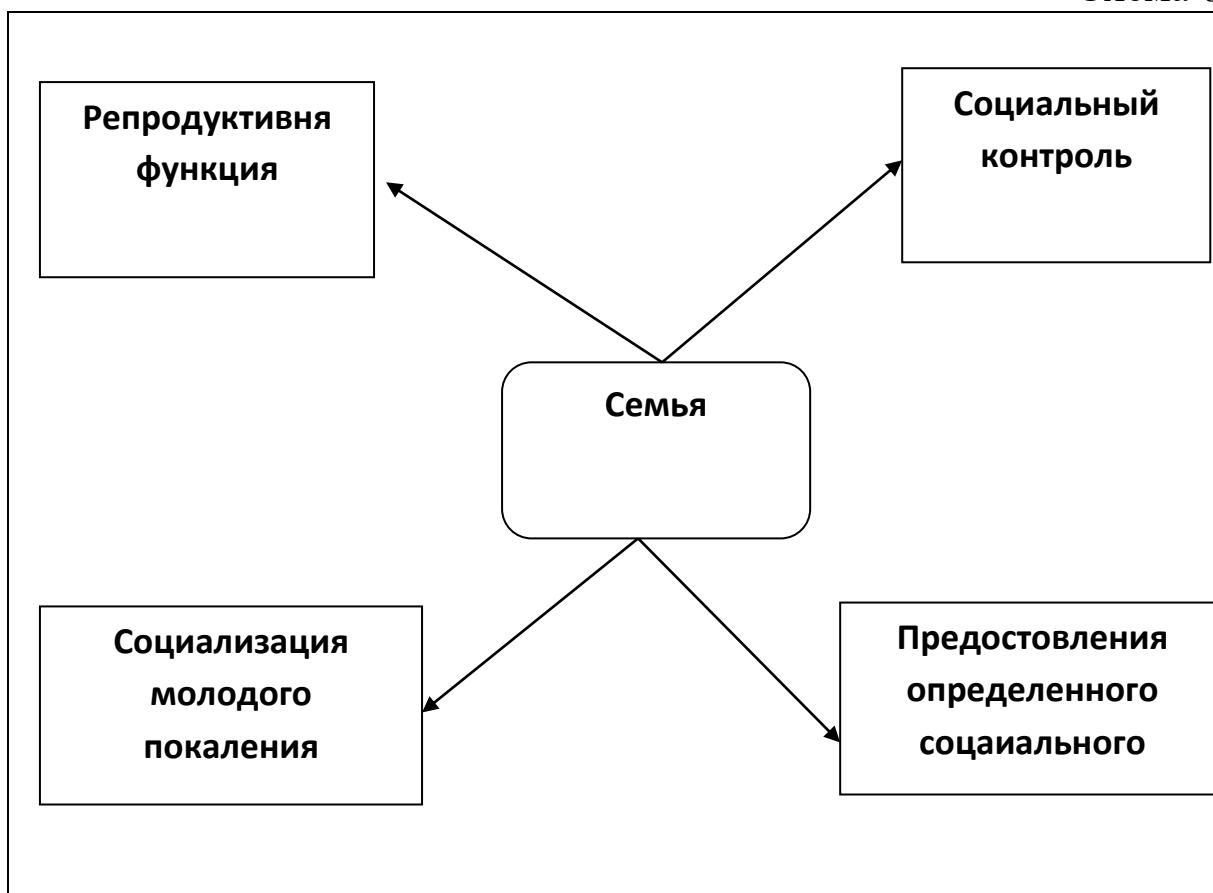 Репродуктивня
функция
Социальный
контроль
Семья
Социализация
молодого
покаления
Предостовления
определенного
соцаиального